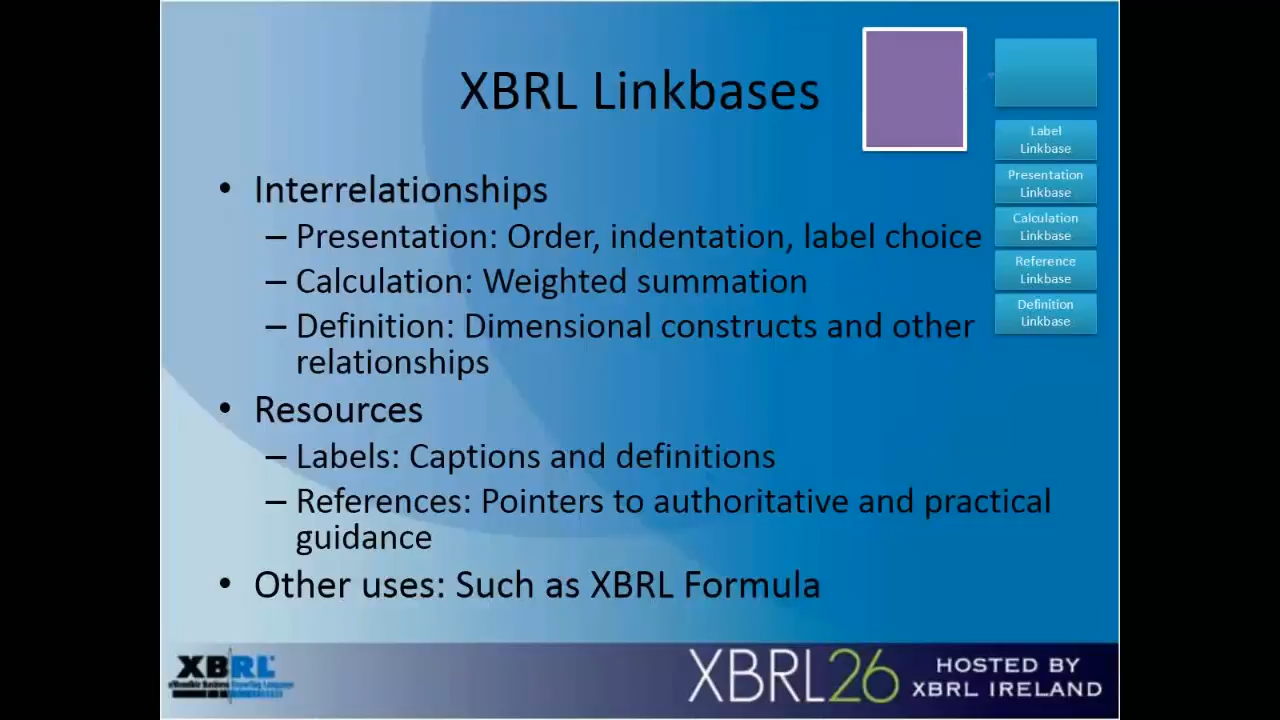 XBRL Linkbases
• Interrelationships
– Presentation: Order, indentation, label choice
– Calculation: Weighted summation
– Definition: Dimensional constructs and other
relationships
• Resources
– Labels: Captions and definitions
– References: Pointers to authoritative and practical
guidance
• Other uses: Such as XBRL Formula
Label
Linkbase
Presentation
Linkbase
Calculation
Linkbase
Reference
Linkbase
Definition
Linkbase
XBRL
XBRL26
HOSTED BY
XBRL IRELAND